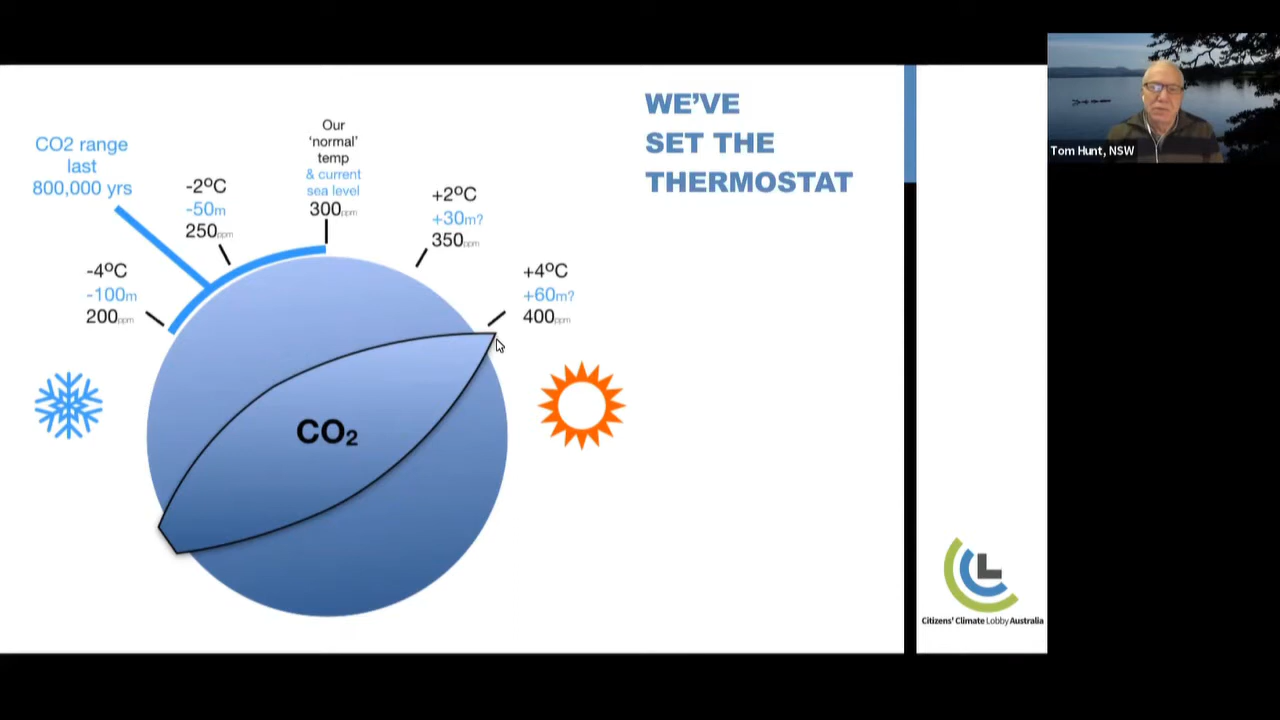 WE'VE
SET THE
THERMOSTAT
CO2 range
last
800,000 yrs
-4ºC
-100m
200ppm
-2ºC
-50m
250ppm
Our
‘normal’
temp
& current
sea level
300ppm
+2ºC
+30m?
350ppm
+4ºC
+60m?
400ppm
CO₂
Tom Hunt, NSW
Citizens' Climate Lobby Australia